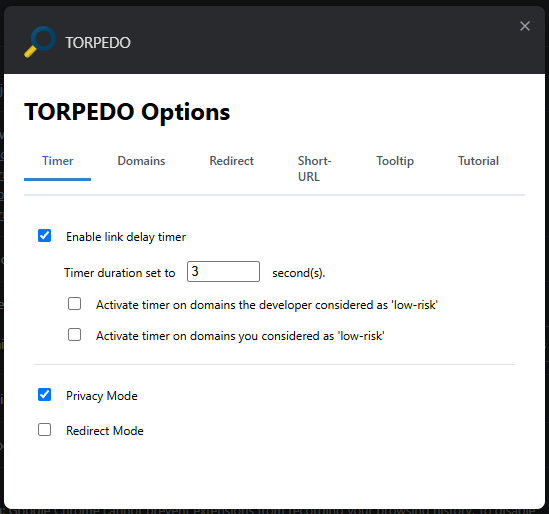 TORPEDO
TORPEDO Options
Timer
Domains
Redirect
Short-
URL
Tooltip
Tutorial
Enable link delay timer
Timer duration set to 3 second(s).
Activate timer on domains the developer considered as 'low-risk'
Activate timer on domains you considered as 'low-risk'
Privacy Mode
Redirect Mode